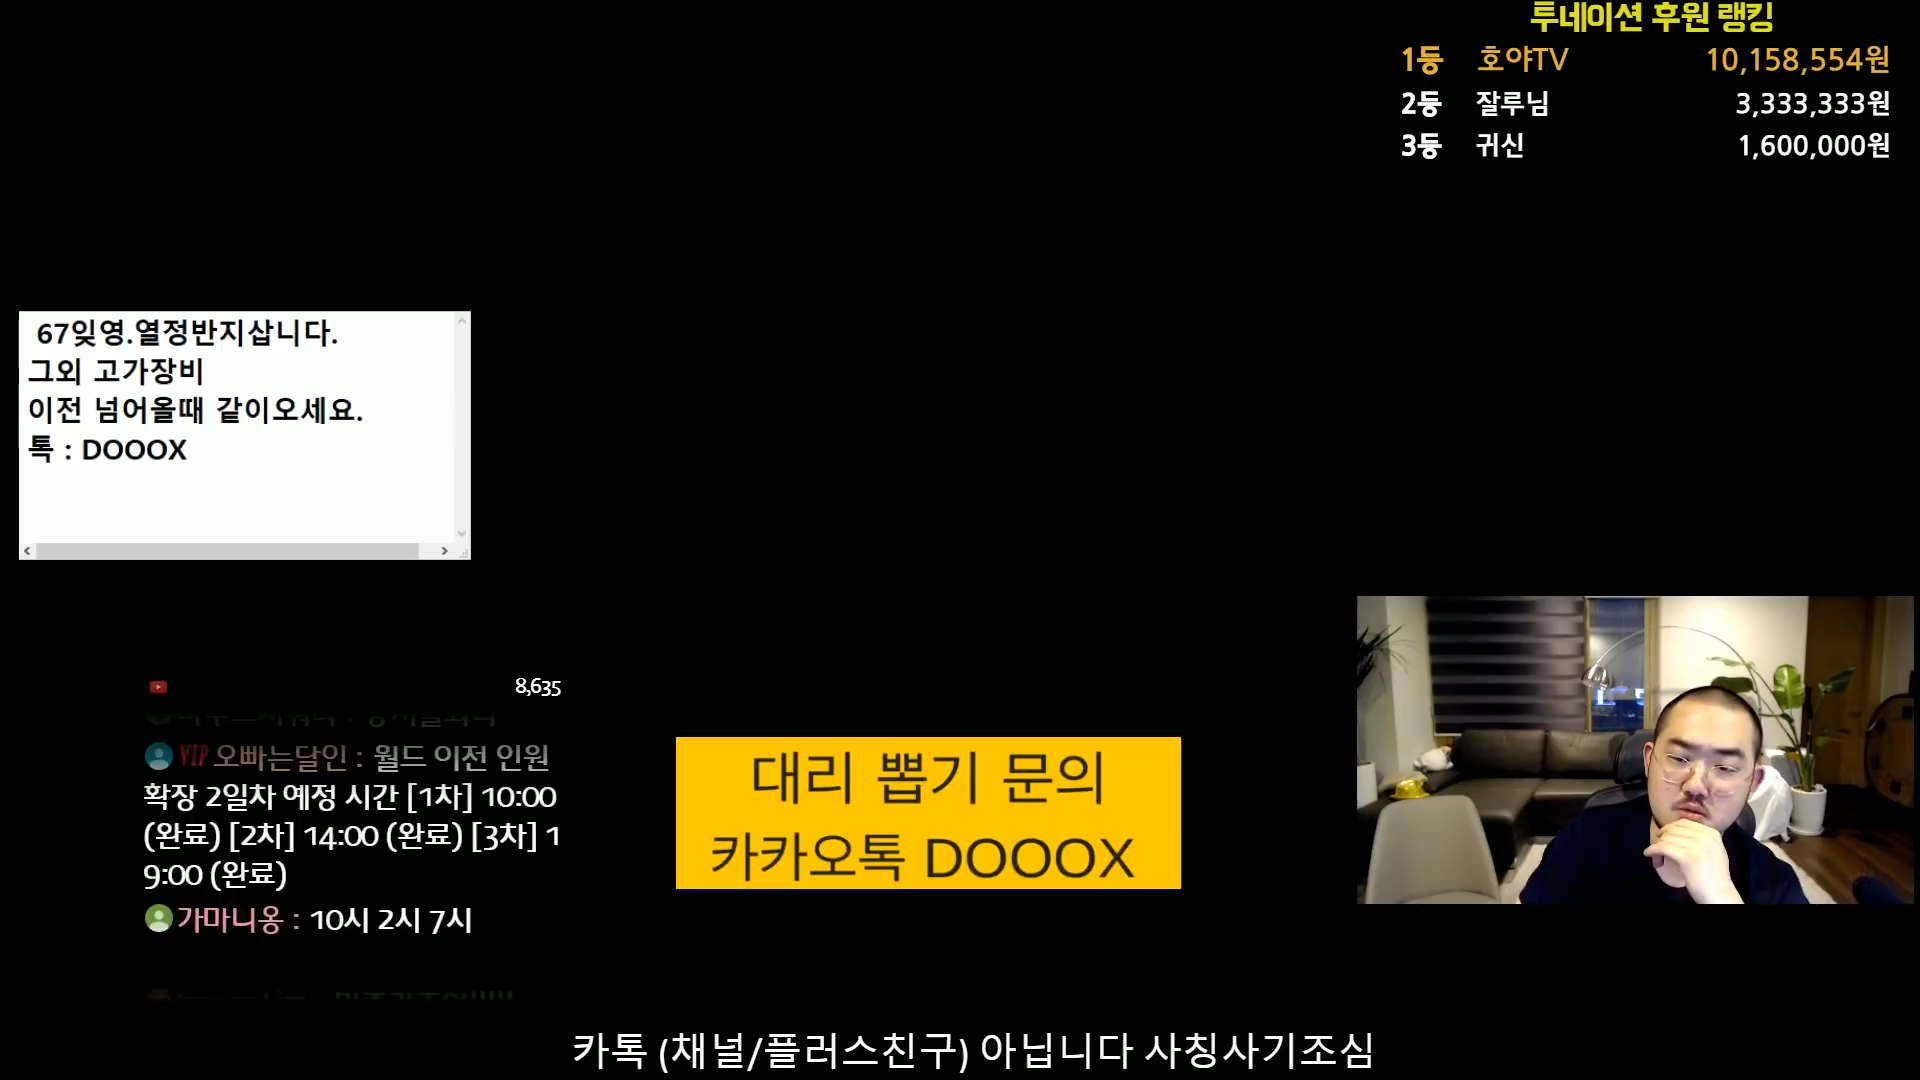 투네이션 후원 랭킹
1등 호야TV 10,158,554원
2등 잘루님 3,333,333원
3등 귀신 1,600,000원
67잊영.열정반지삽니다.
그외 고가장비
이전 넘어올때 같이오세요.
톡 : DOOOX
8,635
VIP 오빠는달인 : 월드 이전 인원
확장 2일차 예정 시간 [1차] 10:00
(완료) [2차] 14:00 (완료) [3차] 1
9:00 (완료)
가마니옹 : 10시 2시 7시
대리 뽑기 문의
카카오톡 DOOOX
카톡 (채널/플러스친구) 아닙니다 사칭사기조심